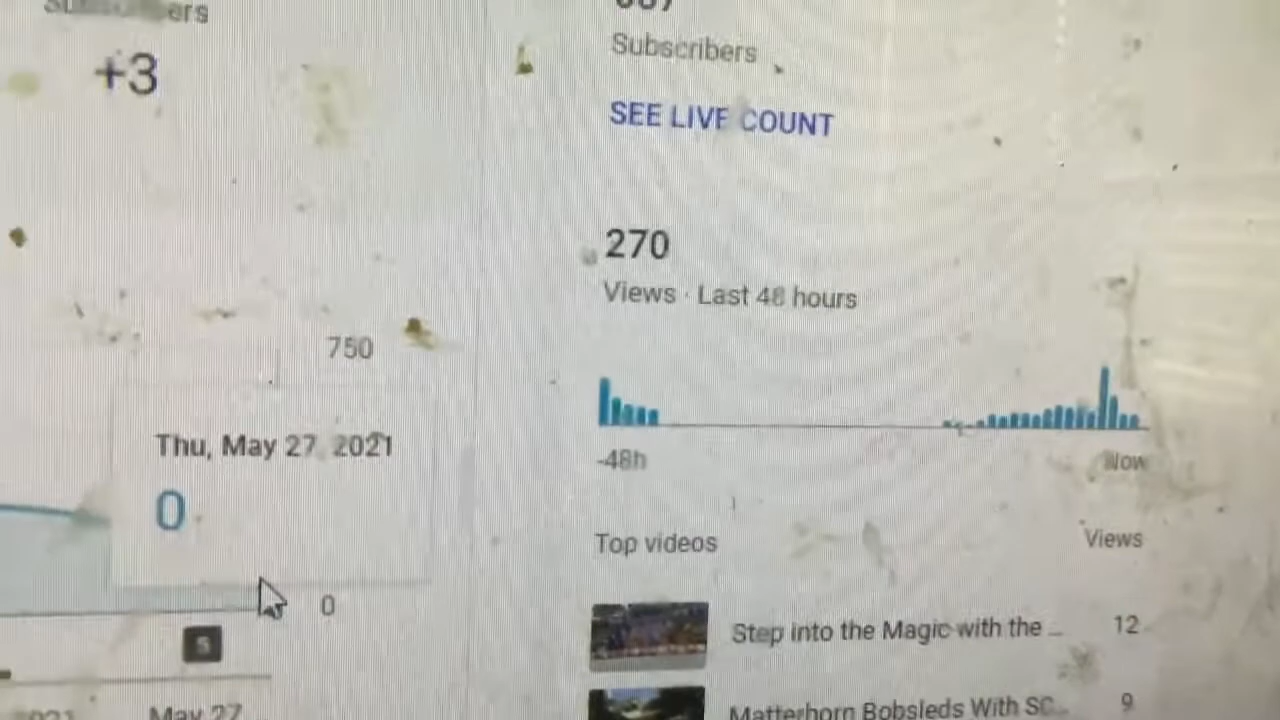 +3
750
Thu, May 27, 2021
0
0
May 27
Subscribers
SEE LIVE COUNT
270
Views · Last 48 hours
-48h
Now
Top videos
Views
Step into the Magic with the ...
12
Matterhorn Bobsleds With SC...
9